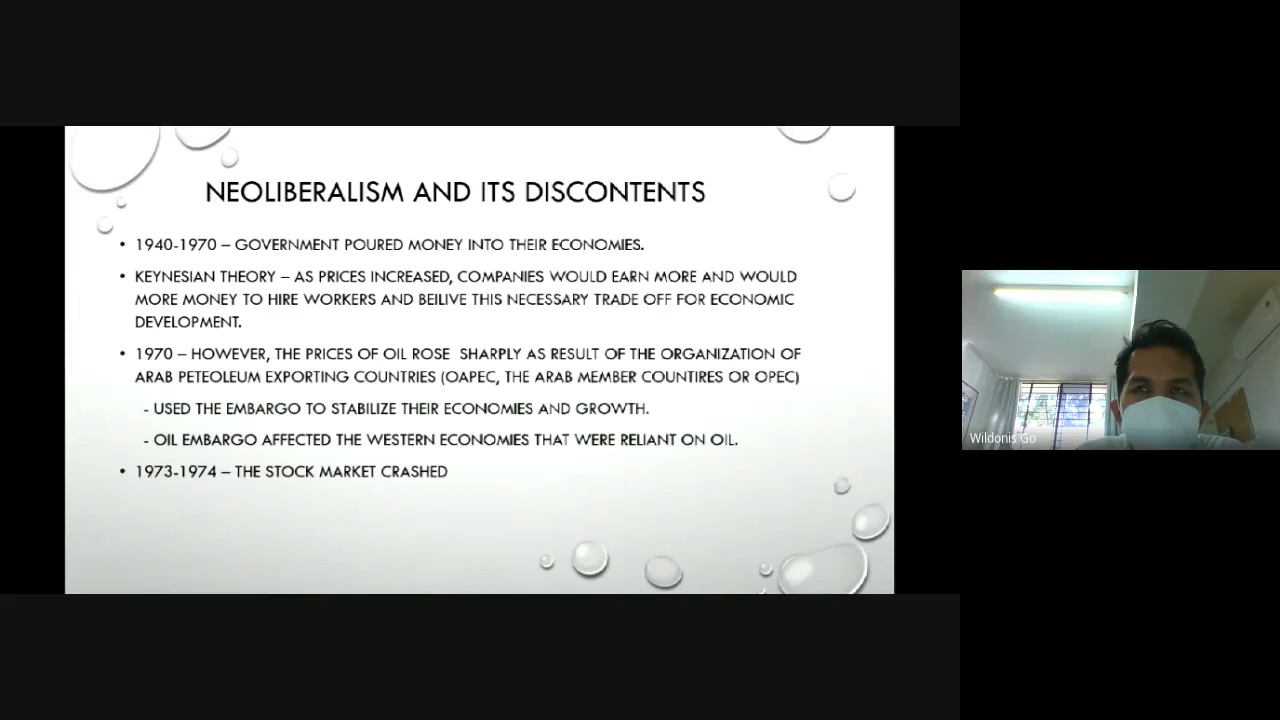 NEOLIBERALISM AND ITS DISCONTENTS
• 1940-1970 – GOVERNMENT POURED MONEY INTO THEIR ECONOMIES.
• KEYNESIAN THEORY – AS PRICES INCREASED, COMPANIES WOULD EARN MORE AND WOULD
MORE MONEY TO HIRE WORKERS AND BEILIVE THIS NECESSARY TRADE OFF FOR ECONOMIC
DEVELOPMENT.
• 1970 – HOWEVER, THE PRICES OF OIL ROSE SHARPLY AS RESULT OF THE ORGANIZATION OF
ARAB PETEOLEUM EXPORTING COUNTRIES (OAPEC, THE ARAB MEMBER COUNTIRES OR OPEC)
- USED THE EMBARGO TO STABILIZE THEIR ECONOMIES AND GROWTH.
- OIL EMBARGO AFFECTED THE WESTERN ECONOMIES THAT WERE RELIANT ON OIL.
• 1973-1974 – THE STOCK MARKET CRASHED
Wildonis Go